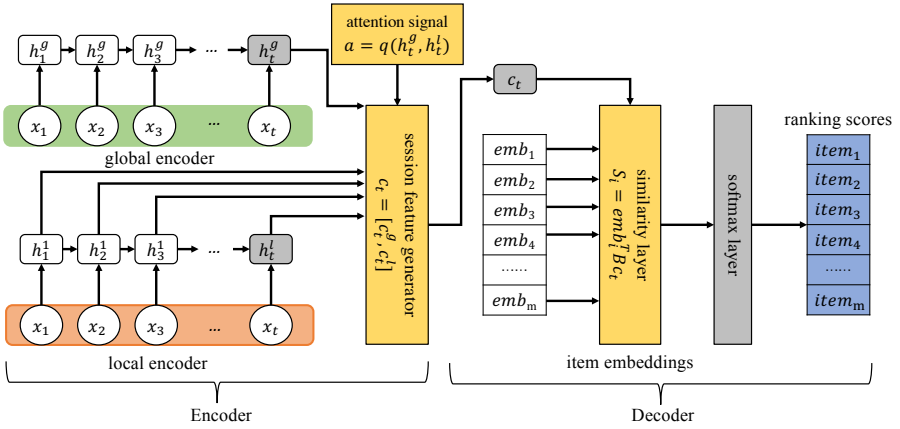 attention signal
a = q(h_t^g, h_t^l)
h_1^g h_2^g h_3^g ... h_t^g
x_1 x_2 x_3 ... x_t
global encoder
h_1^1 h_2^1 h_3^1 ... h_t^l
x_1 x_2 x_3 ... x_t
local encoder
session feature generator
c_t = [c_t^g, c_t^l]
Encoder
c_t
emb_1
emb_2
emb_3
emb_4
......
emb_m
item embeddings
similarity layer
S_i = emb_i^T B c_t
softmax layer
ranking scores
item_1
item_2
item_3
item_4
......
item_m
Decoder